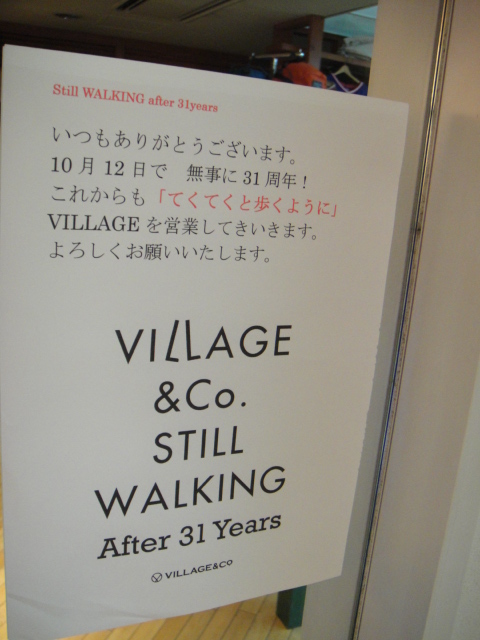 Still WALKING after 31years
いつもありがとうございます。
10月12日で 無事に31周年！
これからも「てくてくと歩くように」
VILLAGEを営業してきいきます。
よろしくお願いいたします。
VILLAGE
&Co.
STILL
WALKING
After 31 Years
VILLAGE&Co